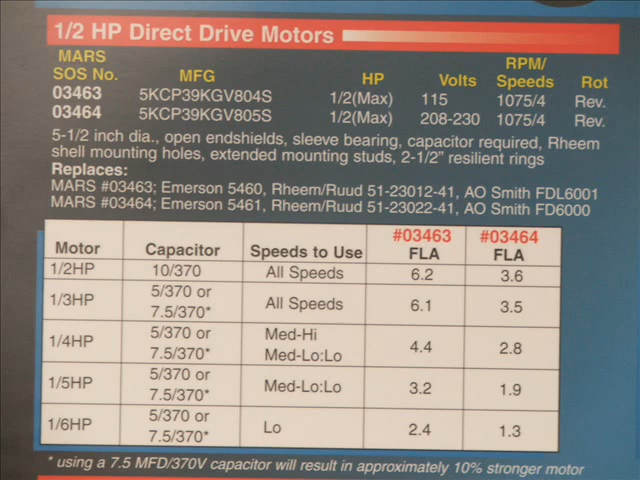 1/2 HP Direct Drive Motors
MARS SOS No. MFG HP Volts RPM/Speeds Rot
03463 5KCP39KGV804S 1/2(Max) 115 1075/4 Rev.
03464 5KCP39KGV805S 1/2(Max) 208-230 1075/4 Rev.
5-1/2 inch dia., open endshields, sleeve bearing, capacitor required, Rheem
shell mounting holes, extended mounting studs, 2-1/2" resilient rings
Replaces:
MARS #03463; Emerson 5460, Rheem/Ruud 51-23012-41, AO Smith FDL6001
MARS #03464; Emerson 5461, Rheem/Ruud 51-23022-41, AO Smith FD6000
Motor Capacitor Speeds to Use #03463 FLA #03464 FLA
1/2HP 10/370 All Speeds 6.2 3.6
1/3HP 5/370 or 7.5/370* All Speeds 6.1 3.5
1/4HP 5/370 or 7.5/370* Med-Hi Med-Lo:Lo 4.4 2.8
1/5HP 5/370 or 7.5/370* Med-Lo:Lo 3.2 1.9
1/6HP 5/370 or 7.5/370* Lo 2.4 1.3
* using a 7.5 MFD/370V capacitor will result in approximately 10% stronger motor